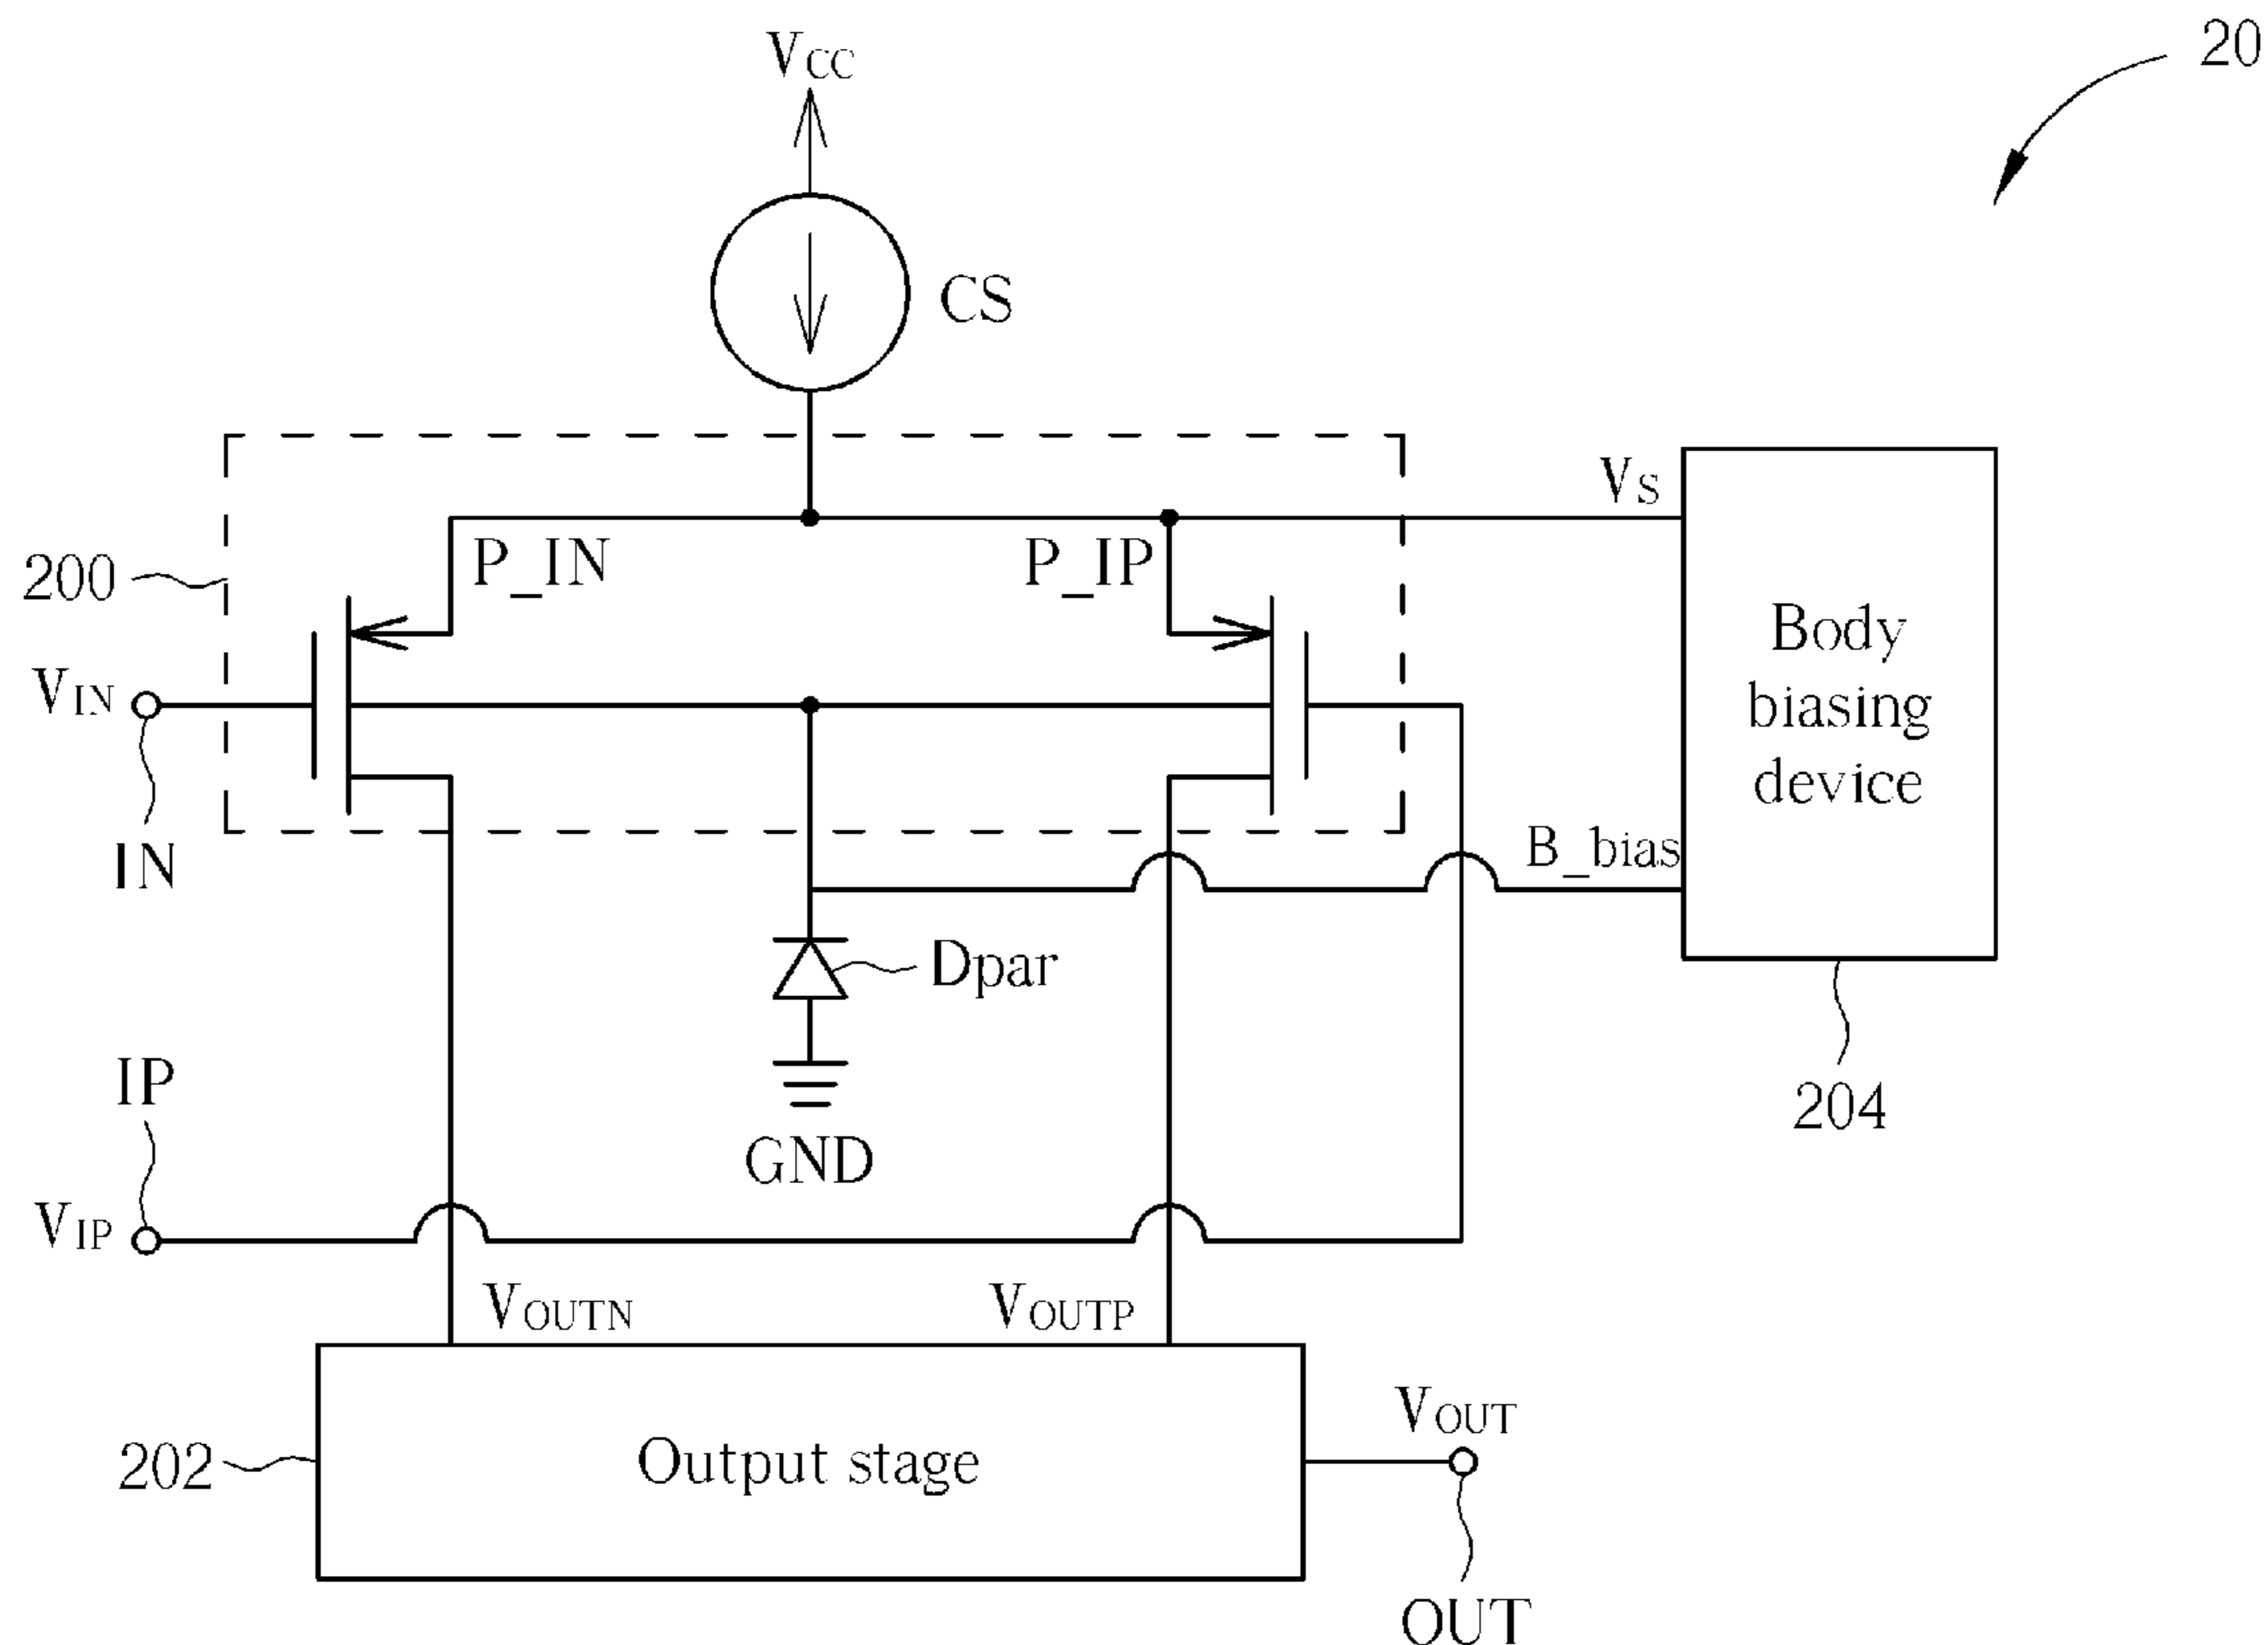 20
VCC
CS
VS
P_IN
P_IP
200
Body
biasing
device
VIN
B_bias
IN
Dpar
IP
204
GND
VIP
VOUTN
VOUTP
VOUT
202
Output stage
OUT